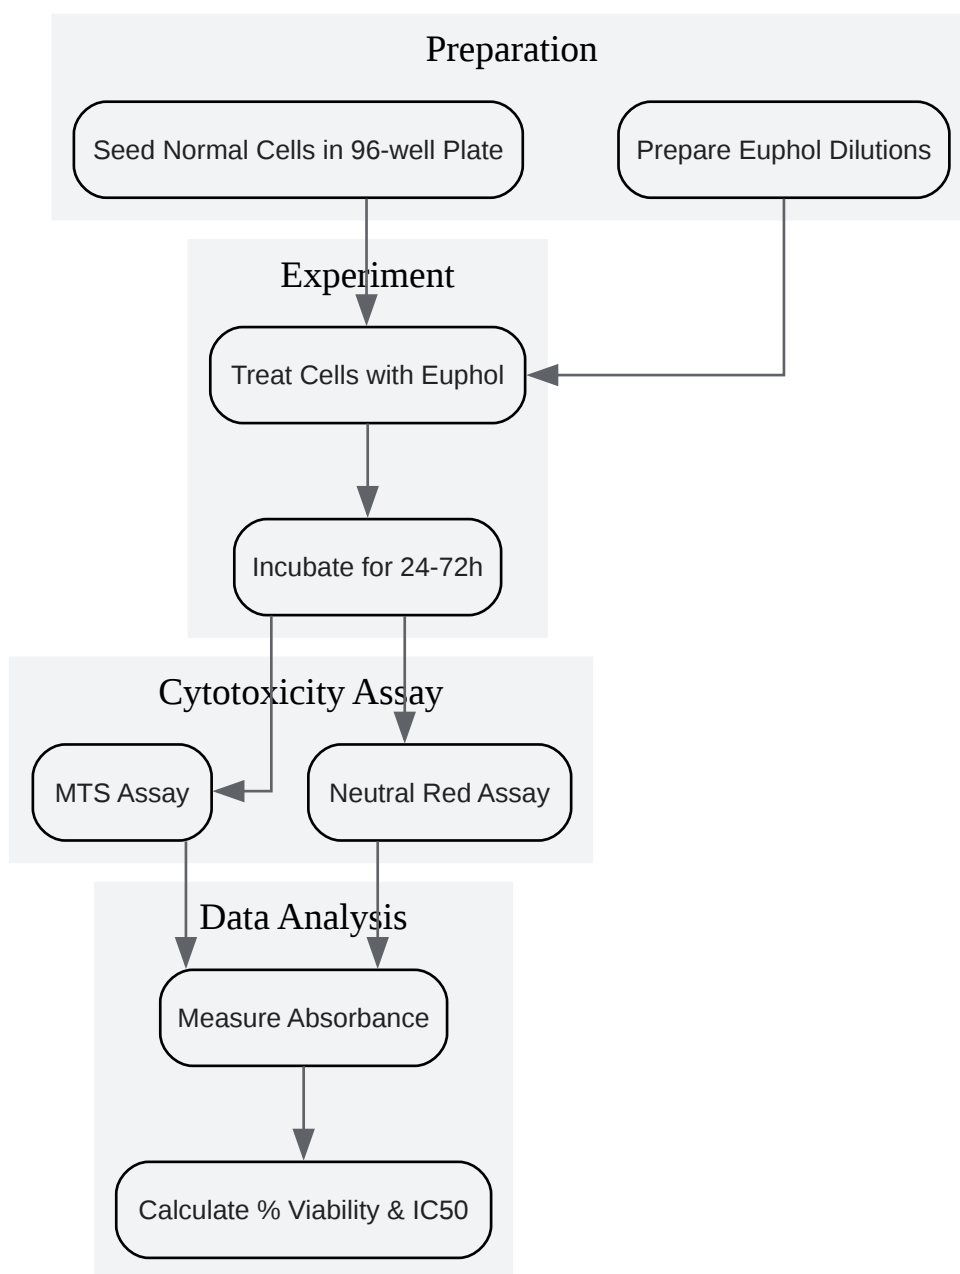 Preparation
Seed Normal Cells in 96-well Plate
Prepare Euphol Dilutions
Experiment
Treat Cells with Euphol
Incubate for 24-72h
Cytotoxicity Assay
MTS Assay
Neutral Red Assay
Data Analysis
Measure Absorbance
Calculate % Viability & IC50